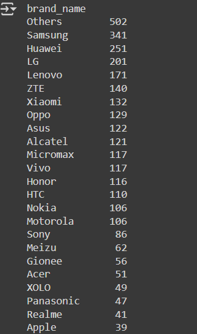 brand_name
Others 502
Samsung 341
Huawei 251
LG 201
Lenovo 171
ZTE 140
Xiaomi 132
Oppo 129
Asus 122
Alcatel 121
Micromax 117
Vivo 117
Honor 116
HTC 110
Nokia 106
Motorola 106
Sony 86
Meizu 62
Gionee 56
Acer 51
XOLO 49
Panasonic 47
Realme 41
Apple 39